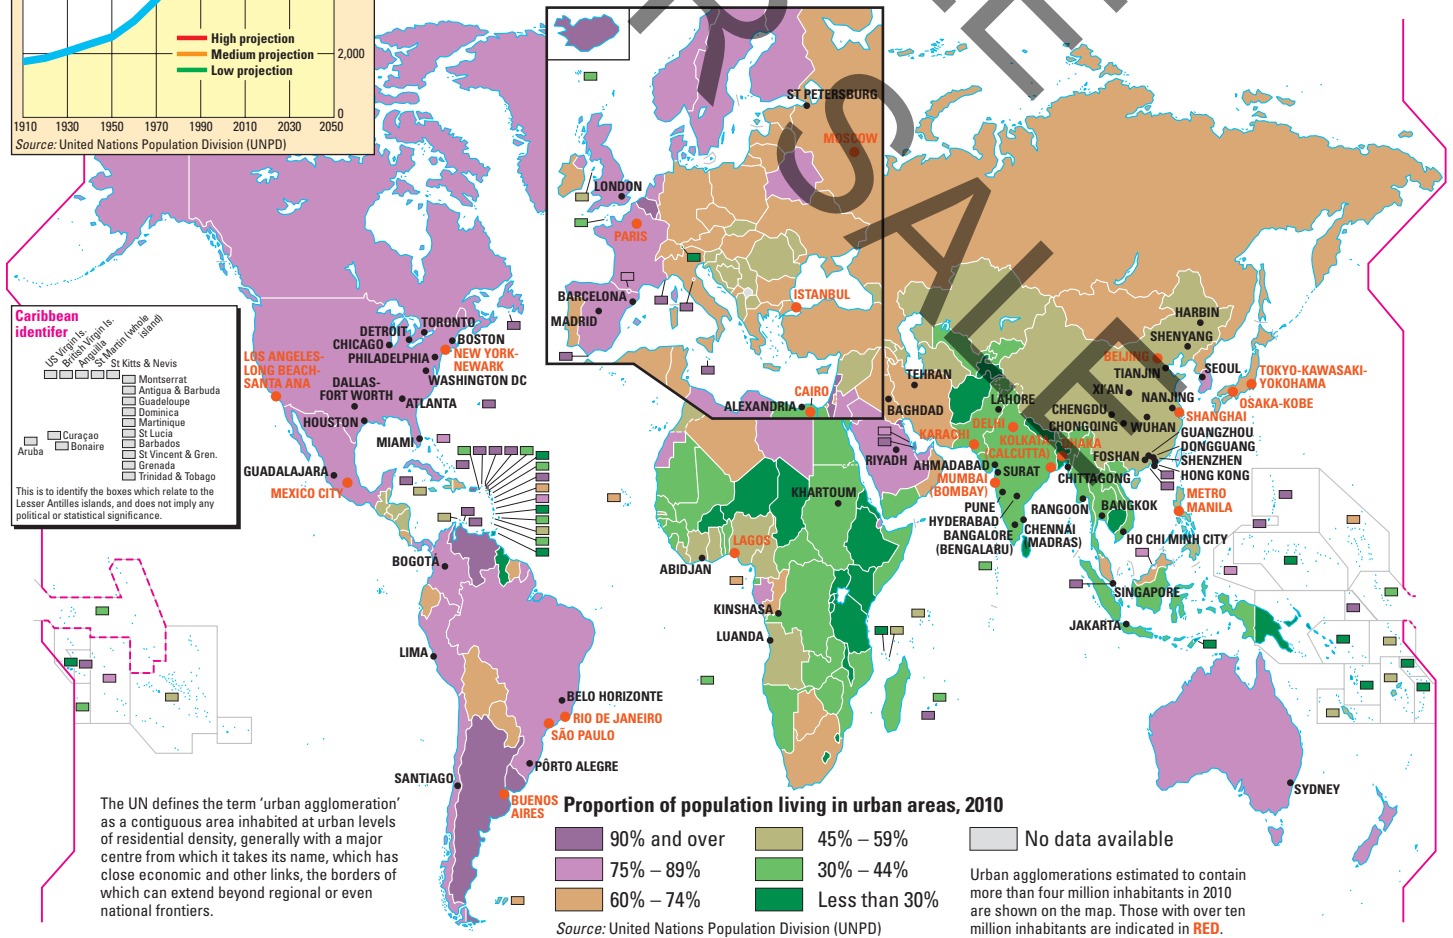 High projection
Medium projection
Low projection
2,000
0
1910 1930 1950 1970 1990 2010 2030 2050
Source: United Nations Population Division (UNPD)
Caribbean
identifer
US Virgin Is.
British Virgin Is.
Anguilla
St Martin (whole
island)
St Kitts & Nevis
Montserrat
Antigua & Barbuda
Guadeloupe
Dominica
Martinique
St Lucia
Barbados
St Vincent & Gren.
Grenada
Trinidad & Tobago
Curaçao
Bonaire
Aruba
This is to identify the boxes which relate to the
Lesser Antilles islands, and does not imply any
political or statistical significance.
ST PETERSBURG
MOSCOW
LONDON
PARIS
BARCELONA
MADRID
ISTANBUL
TORONTO
DETROIT
CHICAGO
BOSTON
PHILADELPHIA
NEW YORK-
NEWARK
WASHINGTON DC
LOS ANGELES-
LONG BEACH-
SANTA ANA
DALLAS-
FORT WORTH
ATLANTA
HOUSTON
MIAMI
GUADALAJARA
MEXICO CITY
BOGOTÁ
LIMA
BELO HORIZONTE
RIO DE JANEIRO
SÃO PAULO
PÔRTO ALEGRE
SANTIAGO
BUENOS
AIRES
CAIRO
ALEXANDRIA
TEHRAN
BAGHDAD
RIYADH
KHARTOUM
LAGOS
ABIDJAN
KINSHASA
LUANDA
LAHORE
DELHI
KARACHI
KOLKATA
(CALCUTTA)
DHAKA
AHMADABAD
SURAT
MUMBAI
(BOMBAY)
CHITTAGONG
PUNE
HYDERABAD
BANGALORE
(BENGALARU)
CHENNAI
(MADRAS)
RANGOON
BANGKOK
HO CHI MINH CITY
SINGAPORE
JAKARTA
HARBIN
SHENYANG
BEIJING
TIANJIN
SEOUL
XI'AN
NANJING
CHENGDU
CHONGQING
WUHAN
SHANGHAI
TOKYO-KAWASAKI-
YOKOHAMA
OSAKA-KOBE
GUANGZHOU
DONGGUANG
FOSHAN
SHENZHEN
HONG KONG
METRO
MANILA
SYDNEY
The UN defines the term ‘urban agglomeration’
as a contiguous area inhabited at urban levels
of residential density, generally with a major
centre from which it takes its name, which has
close economic and other links, the borders of
which can extend beyond regional or even
national frontiers.
Proportion of population living in urban areas, 2010
90% and over
75% – 89%
60% – 74%
45% – 59%
30% – 44%
Less than 30%
No data available
Source: United Nations Population Division (UNPD)
Urban agglomerations estimated to contain
more than four million inhabitants in 2010
are shown on the map. Those with over ten
million inhabitants are indicated in RED.
SALE